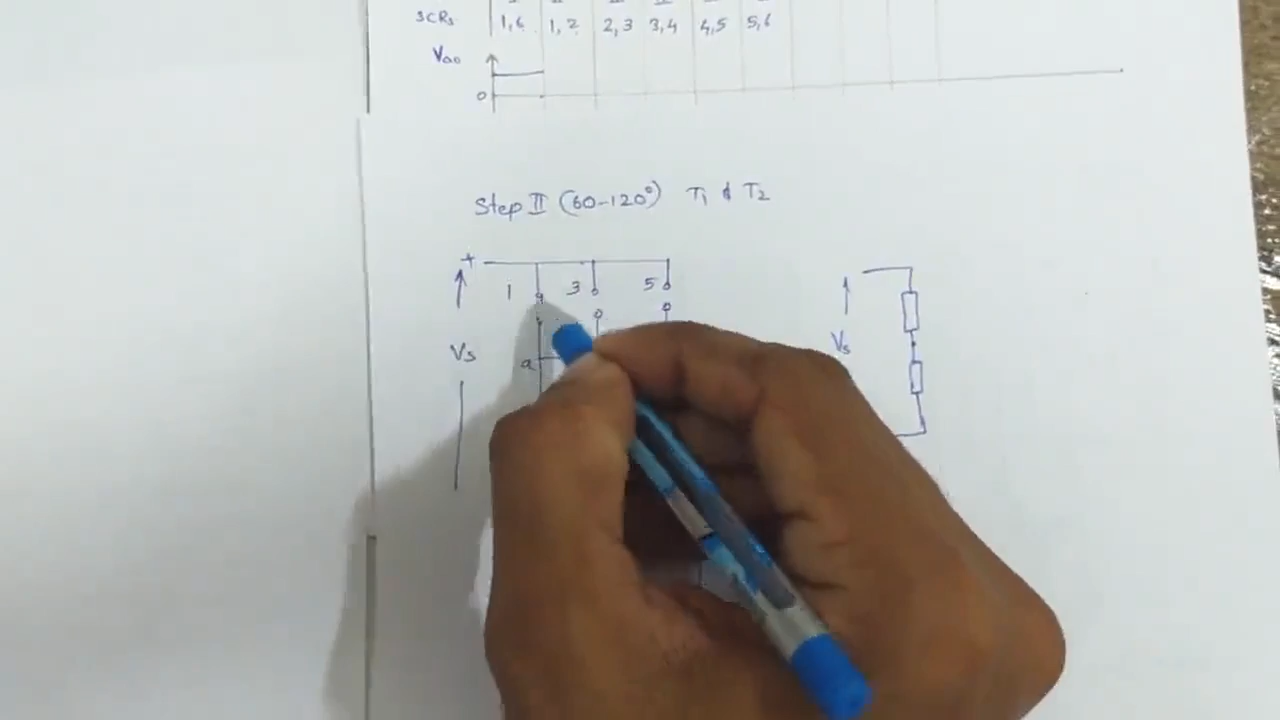 SCRs 1,6 1,2 2,3 3,4 4,5 5,6
Vao
0
Step II (60-120°) T1 & T2
+
1 3 5
Vs
Vs
a